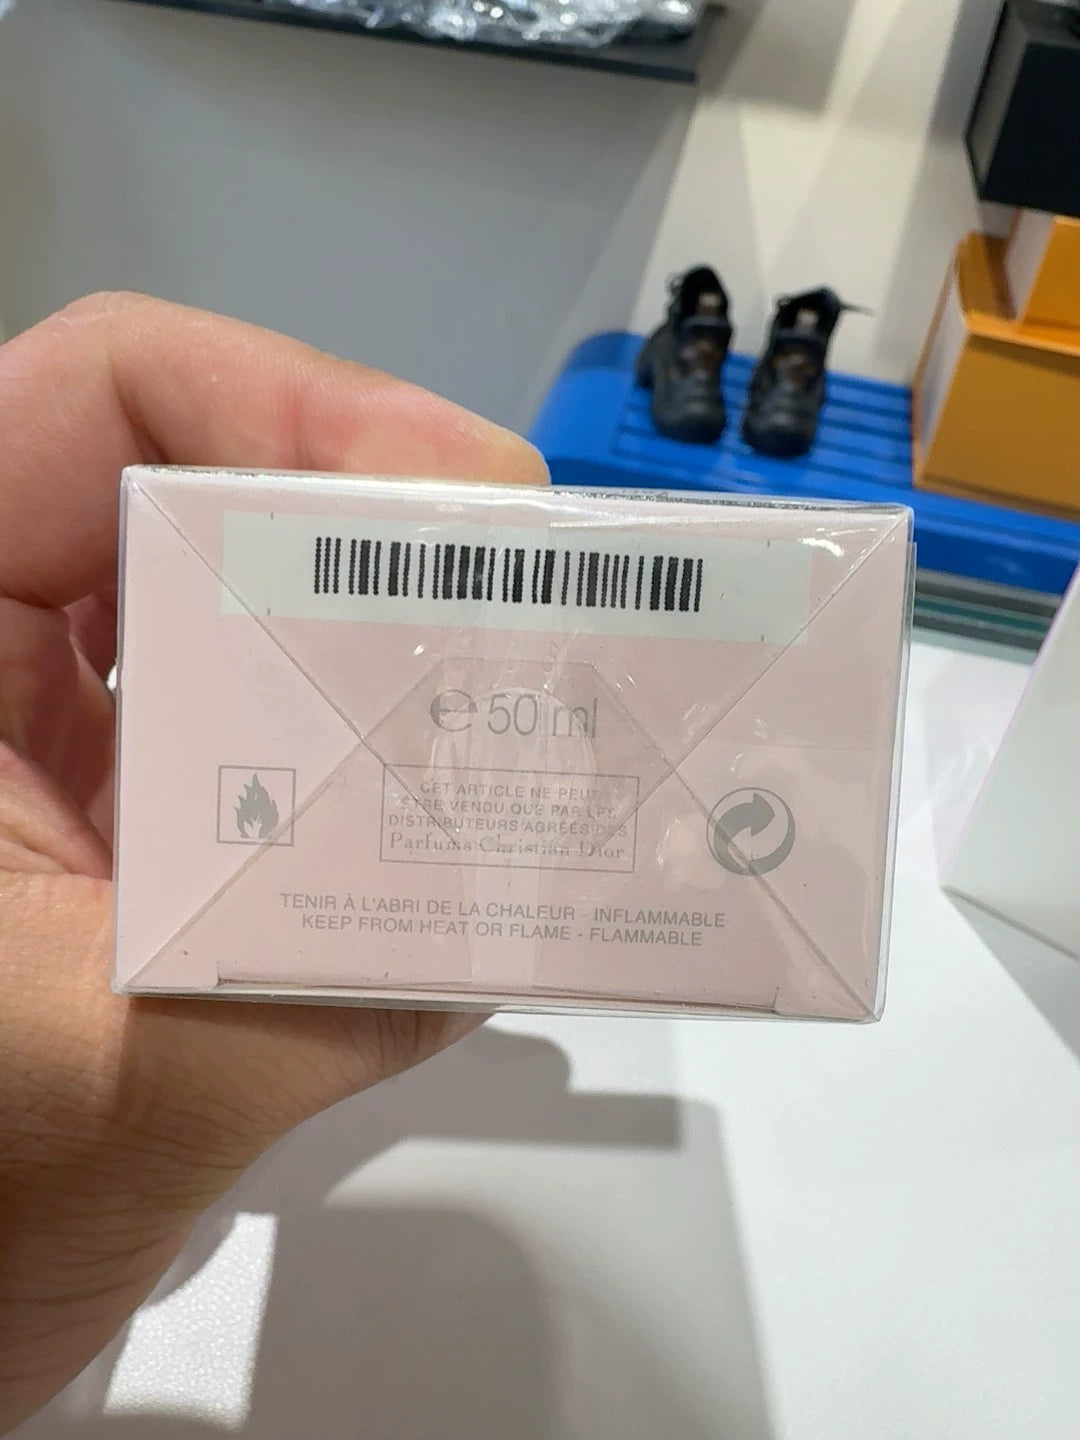 ℮ 50 ml
CET ARTICLE NE PEUT
ÊTRE VENDU QUE PAR LES
DISTRIBUTEURS AGRÉÉS DES
Parfums Christian Dior
TENIR À L'ABRI DE LA CHALEUR - INFLAMMABLE
KEEP FROM HEAT OR FLAME - FLAMMABLE